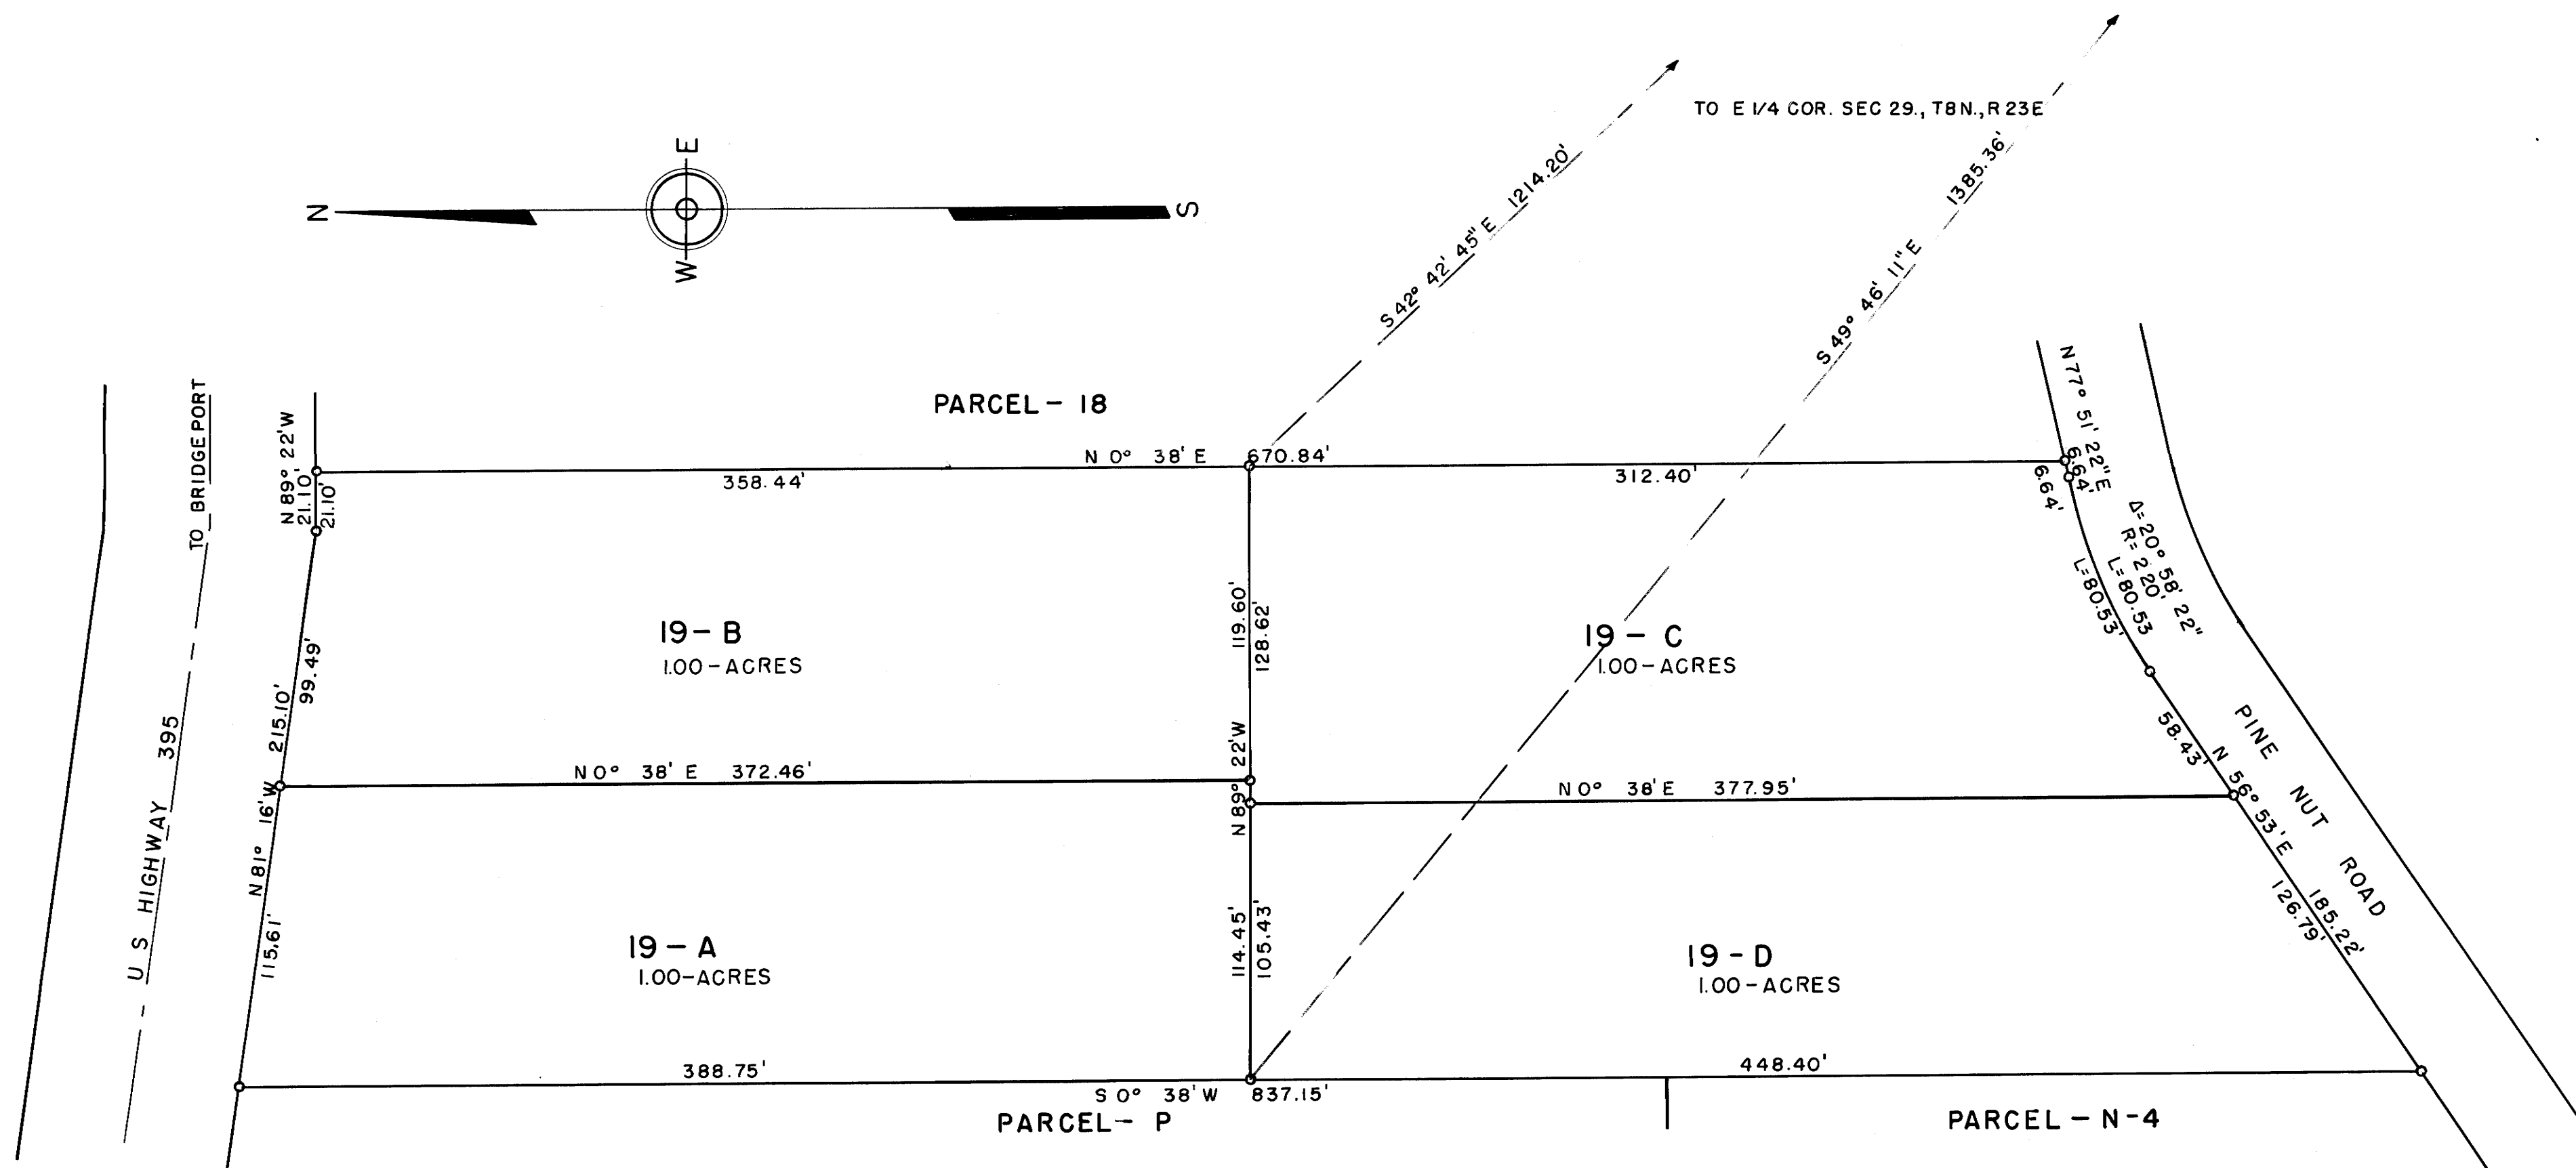 TO E 1/4 COR. SEC 29., T8N., R 23E
N
E
W
S
S 42° 42' 45" E 1214.20'
S 49° 46' 11" E 1385.36'
TO BRIDGEPORT
U S HIGHWAY 395
PARCEL - 18
N 0° 38' E 670.84'
358.44'
312.40'
N 89° 22' W
21.10'
21.10'
N 77° 51' 22" E
6.64'
6.64'
Δ= 20° 58' 22"
R= 220'
L= 80.53
L= 80.53'
19 - B
1.00 - ACRES
19 - C
1.00 - ACRES
99.49'
N 81° 16' W 215.10'
115.61'
N 89° 22' W
119.60'
128.62'
N 0° 38' E 372.46'
N 0° 38' E 377.95'
58.43'
N 56° 53' E 185.22'
126.79'
PINE NUT ROAD
19 - A
1.00 - ACRES
114.45'
105.43'
19 - D
1.00 - ACRES
388.75'
448.40'
S 0° 38' W 837.15'
PARCEL - P
PARCEL - N-4